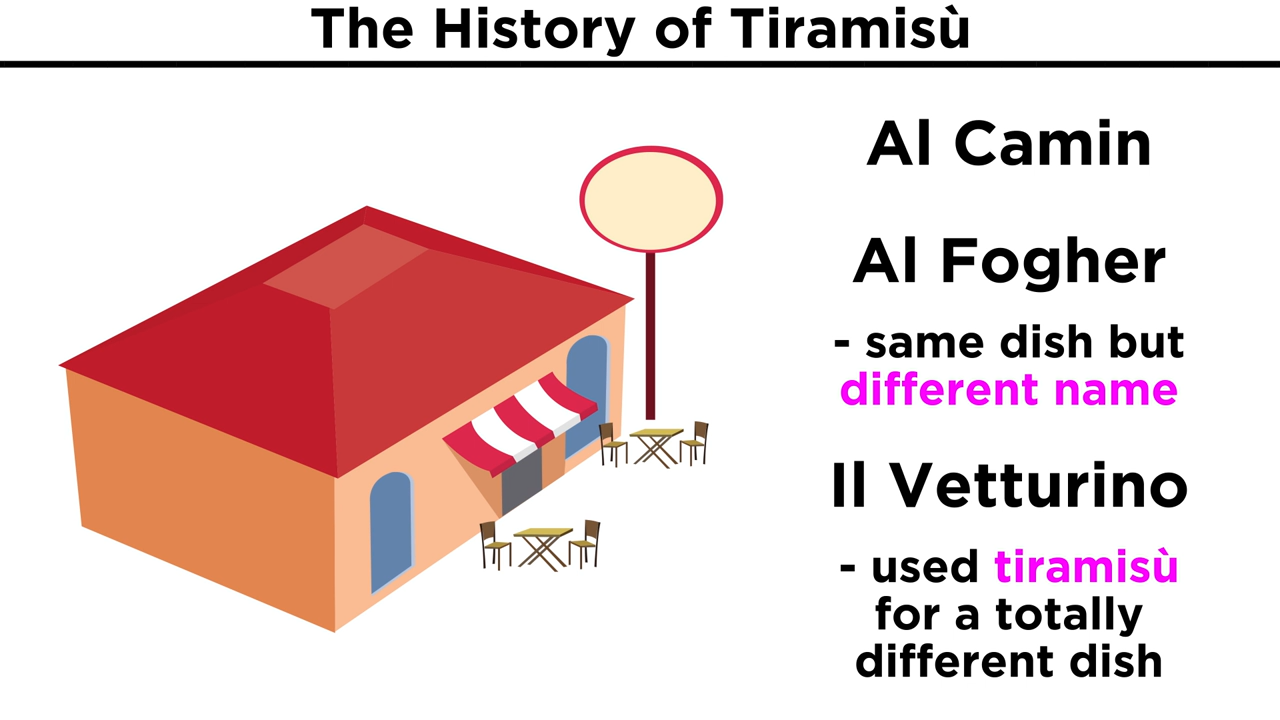 The History of Tiramisù
Al Camin
Al Fogher
- same dish but
different name
Il Vetturino
- used tiramisù
for a totally
different dish